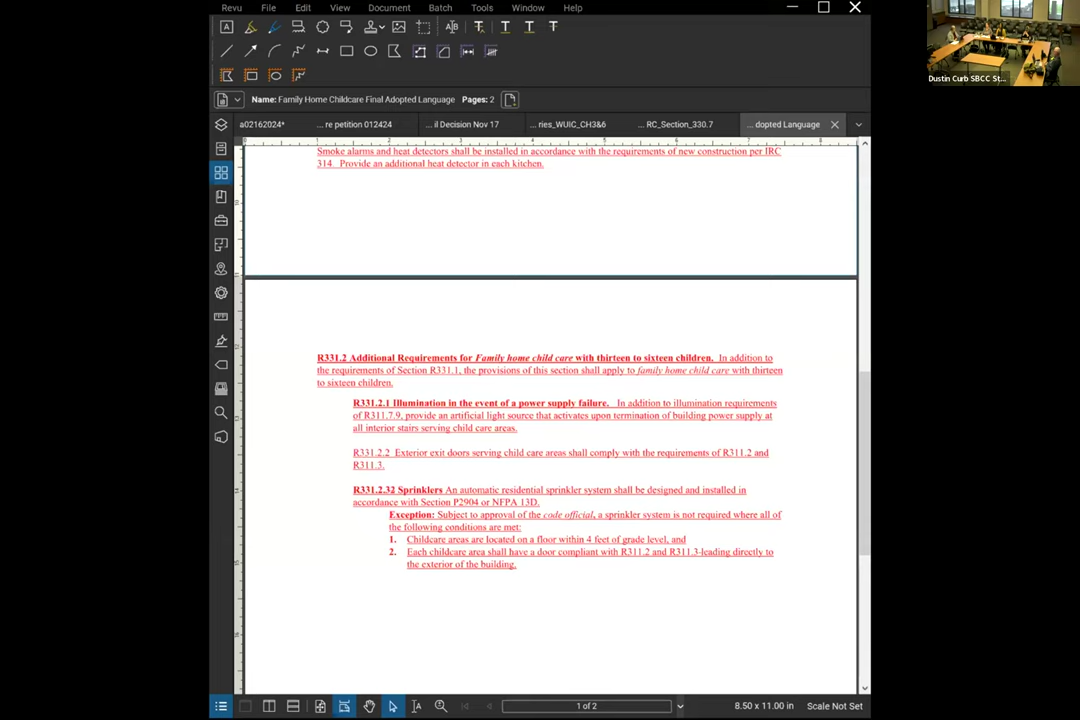 Revu File Edit View Document Batch Tools Window Help
Name: Family Home Childcare Final Adopted Language Pages: 2
a02162024* ... re petition 012424 ... il Decision Nov 17 ... ries_WUIC_CH3&6 ... RC_Section_330.7 ... dopted Language
Smoke alarms and heat detectors shall be installed in accordance with the requirements of new construction per IRC
314. Provide an additional heat detector in each kitchen.
R331.2 Additional Requirements for Family home child care with thirteen to sixteen children. In addition to
the requirements of Section R331.1, the provisions of this section shall apply to family home child care with thirteen
to sixteen children.
R331.2.1 Illumination in the event of a power supply failure. In addition to illumination requirements
of R311.7.9, provide an artificial light source that activates upon termination of building power supply at
all interior stairs serving child care areas.
R331.2.2 Exterior exit doors serving child care areas shall comply with the requirements of R311.2 and
R311.3.
R331.2.32 Sprinklers An automatic residential sprinkler system shall be designed and installed in
accordance with Section P2904 or NFPA 13D.
Exception: Subject to approval of the code official, a sprinkler system is not required where all of
the following conditions are met:
1. Childcare areas are located on a floor within 4 feet of grade level, and
2. Each childcare area shall have a door compliant with R311.2 and R311.3 leading directly to
the exterior of the building.
1 of 2
8.50 x 11.00 in Scale Not Set
Dustin Curb SBCC St...